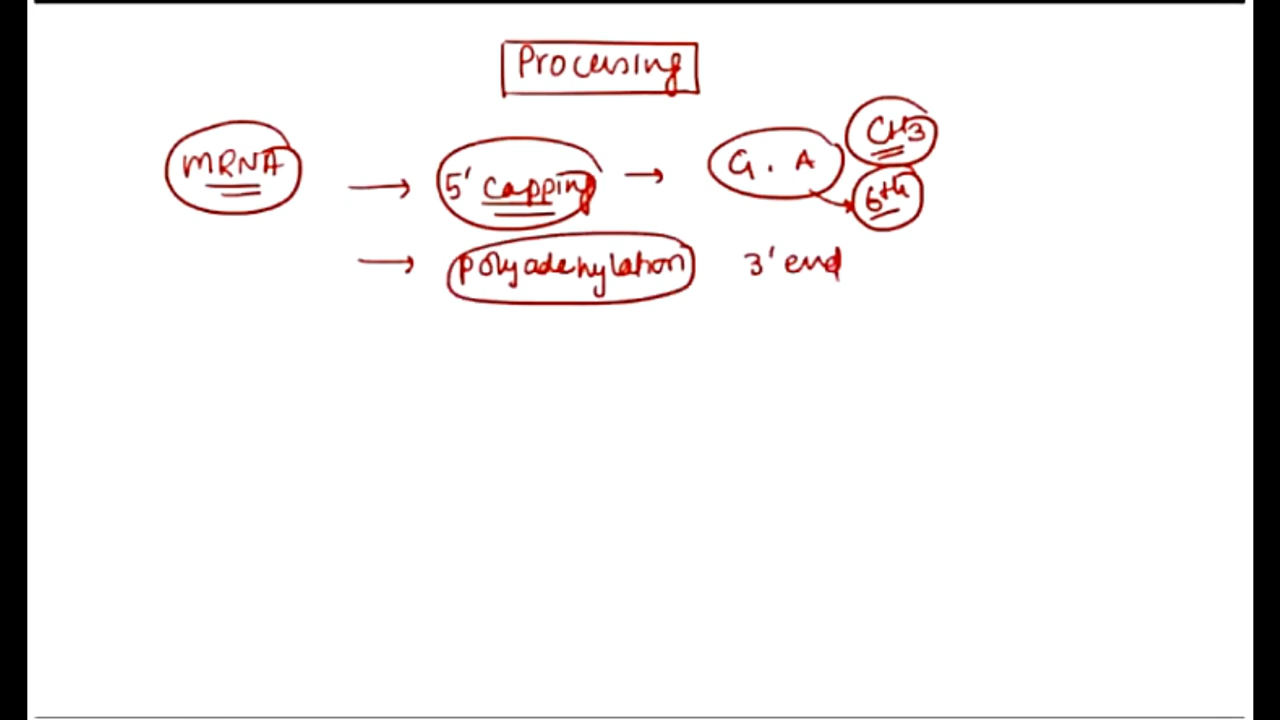 Processing
mRNA → 5' capping → G. A CH3
6th
→ polyadenylation 3' end